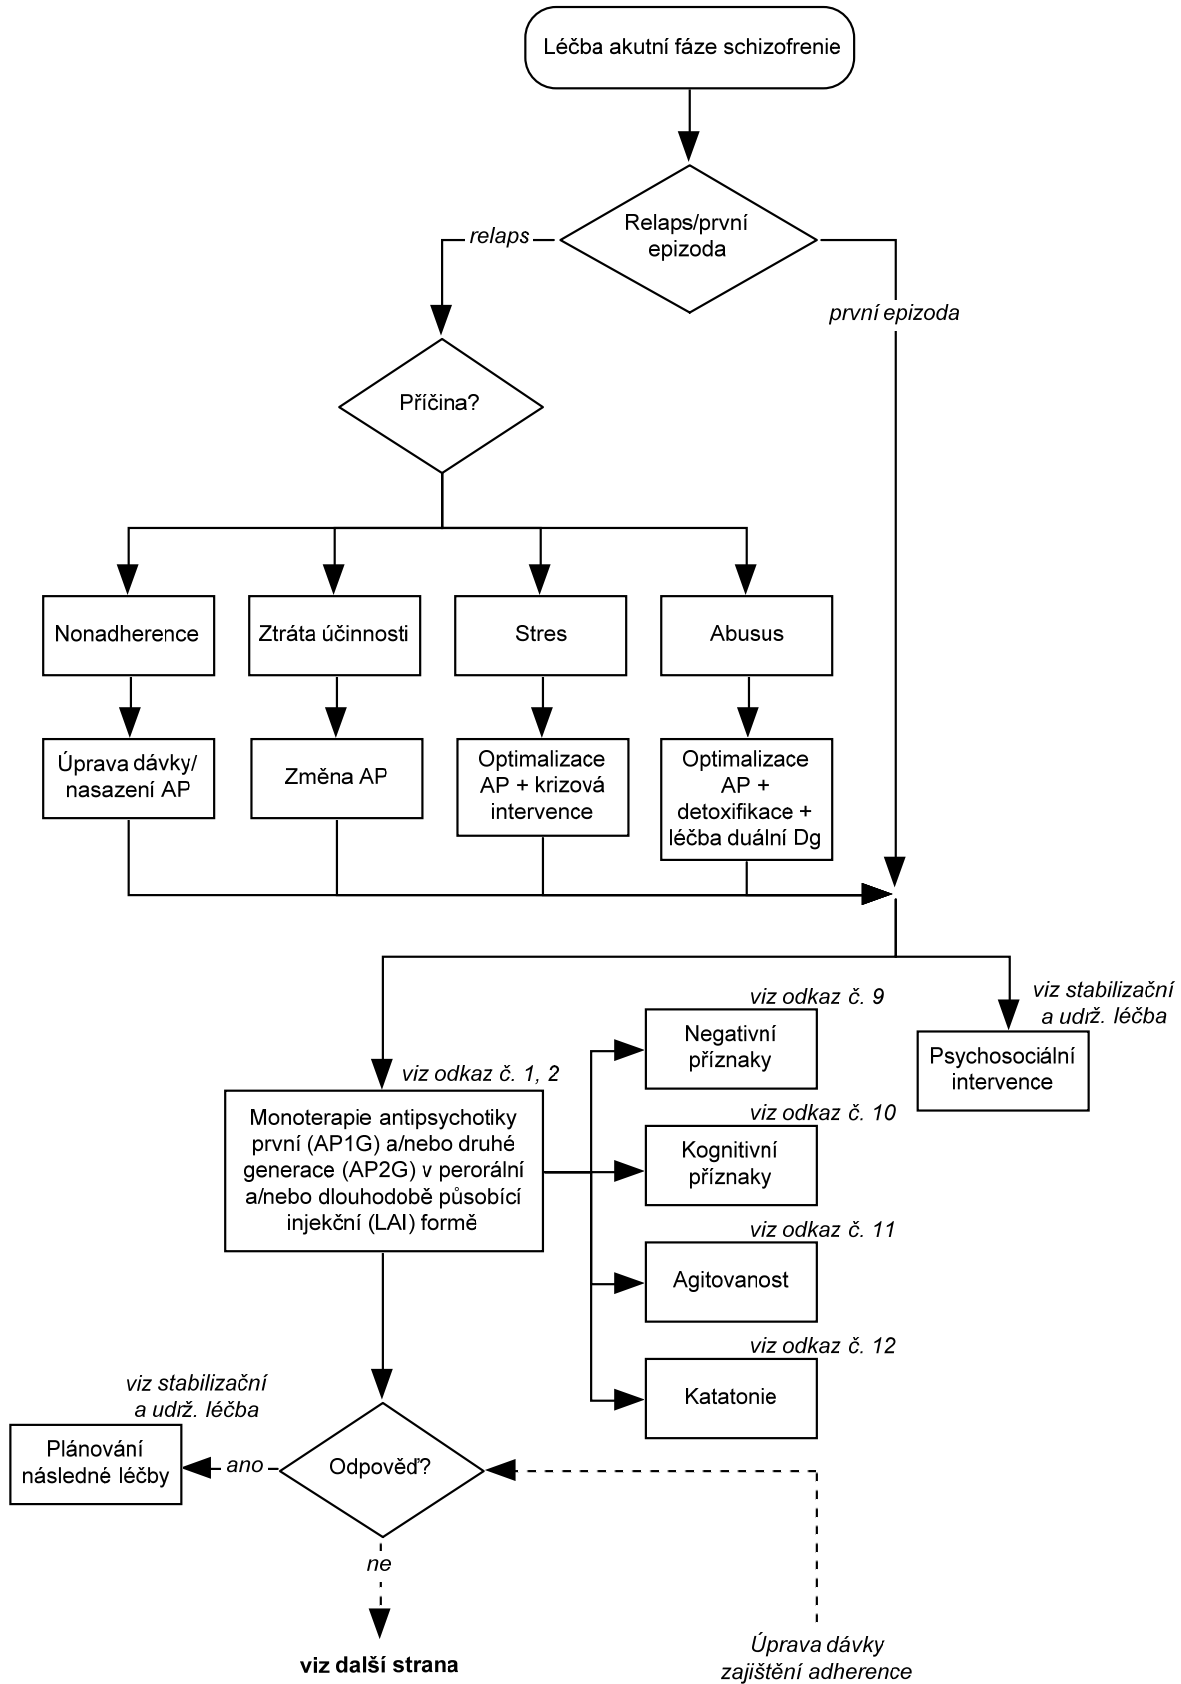 Léčba akutní fáze schizofrenie
Relaps/první
epizoda
relaps
první epizoda
Příčina?
Nonadherence
Ztráta účinnosti
Stres
Abusus
Úprava dávky/
nasazení AP
Změna AP
Optimalizace
AP + krizová
intervence
Optimalizace
AP +
detoxifikace +
léčba duální Dg
viz stabilizační
a udrž. léčba
Psychosociální
intervence
viz odkaz č. 1, 2
Monoterapie antipsychotiky
první (AP1G) a/nebo druhé
generace (AP2G) v perorální
a/nebo dlouhodobě působící
injekční (LAI) formě
viz odkaz č. 9
Negativní
příznaky
viz odkaz č. 10
Kognitivní
příznaky
viz odkaz č. 11
Agitovanost
viz odkaz č. 12
Katatonie
viz stabilizační
a udrž. léčba
Plánování
následné léčby
ano
Odpověď?
ne
viz další strana
Úprava dávky
zajištění adherence